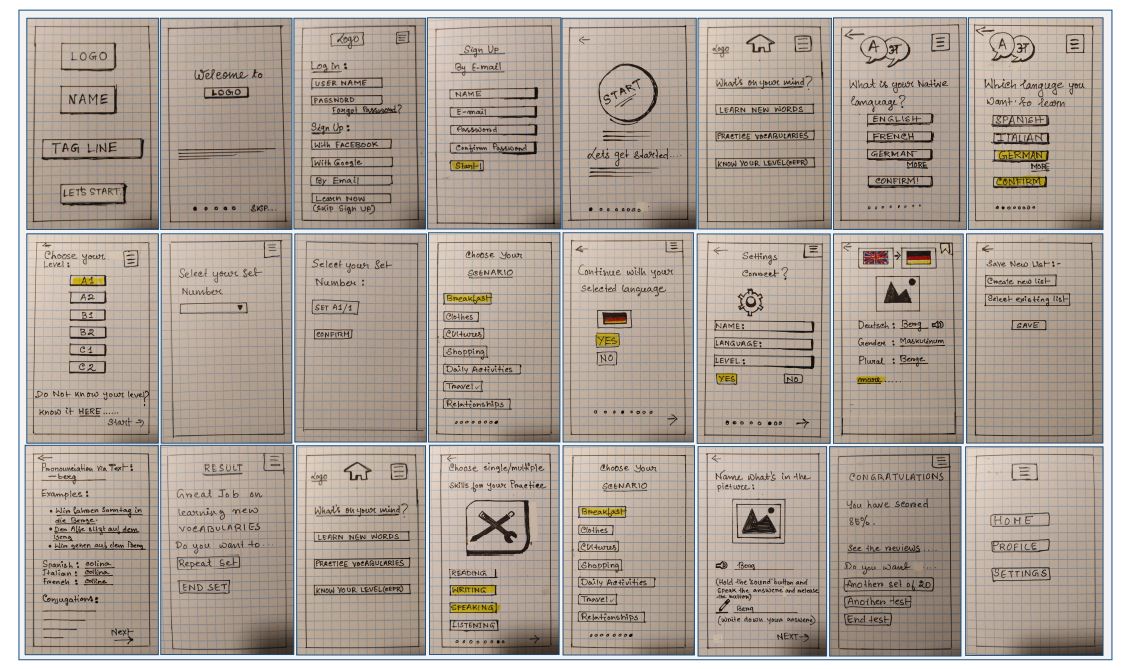 LOGO
NAME
TAG LINE
LET'S START
Welcome to
LOGO
SKIP...
Logo
Log In :
USER NAME
PASSWORD
Forgot Password?
Sign Up :
With FACEBOOK
With Google
By Email
Learn NOW
(Skip Sign UP)
Sign Up
By E-mail
NAME
E-mail
Password
Confirm Password
Start
START
Lets get started....
Logo
What's on your mind?
LEARN NEW WORDS
PRACTICE VOCABULARIES
KNOW YOUR LEVEL(CEFR)
A अ
What is your Native
language?
ENGLISH
FRENCH
GERMAN
MORE
CONFIRM!
A अ
Which languge you
want to learn
SPANISH
ITALIAN
GERMAN
MORE
CONFIRM
Choose your
Level :
A1
A2
B1
B2
C1
C2
Do Not know your level?
know it HERE ......
Start →
Select your Set
Number
Select your Set
Number :
SET A1/1
CONFIRM
Choose Your
SCENARIO
Breakfast
Clothes
Cultures
Shopping
Daily Activities
Travel
Relationships
Continue with your
Selected language
YES
NO
→
Settings
Correct ?
NAME:
LANGUAGE:
LEVEL:
YES NO
→
Deutsch : Berg
Gender : Maskulinum
Plural : Berge
more .....
Save New List:-
Create new list
Select existing list
SAVE
Pronounciation Via Text :
berg
Examples :
• Wir fahren Sonntag in
die Berge.
• Der Affe sitzt auf dem
Berg
• Wir gehen auf dem Berg
Spanish : colina
Italian : collina
French : colline
Conjugations :
Next
→
RESULT
Great Job on
learning new
VOCABULARIES
Do you want to...
Repeat Set
END SET
Logo
What's on your mind?
LEARN NEW WORDS
PRACTICE VOCABULARIES
KNOW YOUR LEVEL(CEFR)
Choose single/multiple
Skills for your Practice
READING
WRITING
SPEAKING
LISTENING
→
Choose Your
SCENARIO
Breakfast
Clothes
Cultures
Shopping
Daily Activities
Travel
Relationships
Name what's in the
picture:
Berg
(Hold the 'sound' button and
speak the answere and release
the button)
Berg
(Write down your answere)
NEXT→
CONGRATULATIONS
You have scored
85%.
See the reviews ....
Do you want ...
Another set of 20
Another test
End test
HOME
PROFILE
SETTINGS